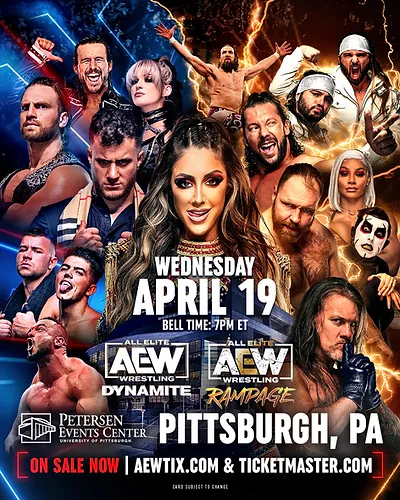 WEDNESDAY
APRIL 19
BELL TIME: 7PM ET
ALL ELITE
AEW
WRESTLING
DYNAMITE
ALL ELITE
AEW
WRESTLING
RAMPAGE
PETERSEN
EVENTS CENTER
UNIVERSITY OF PITTSBURGH
PITTSBURGH, PA
[ON SALE NOW | AEWTIX.COM & TICKETMASTER.COM]
CARD SUBJECT TO CHANGE